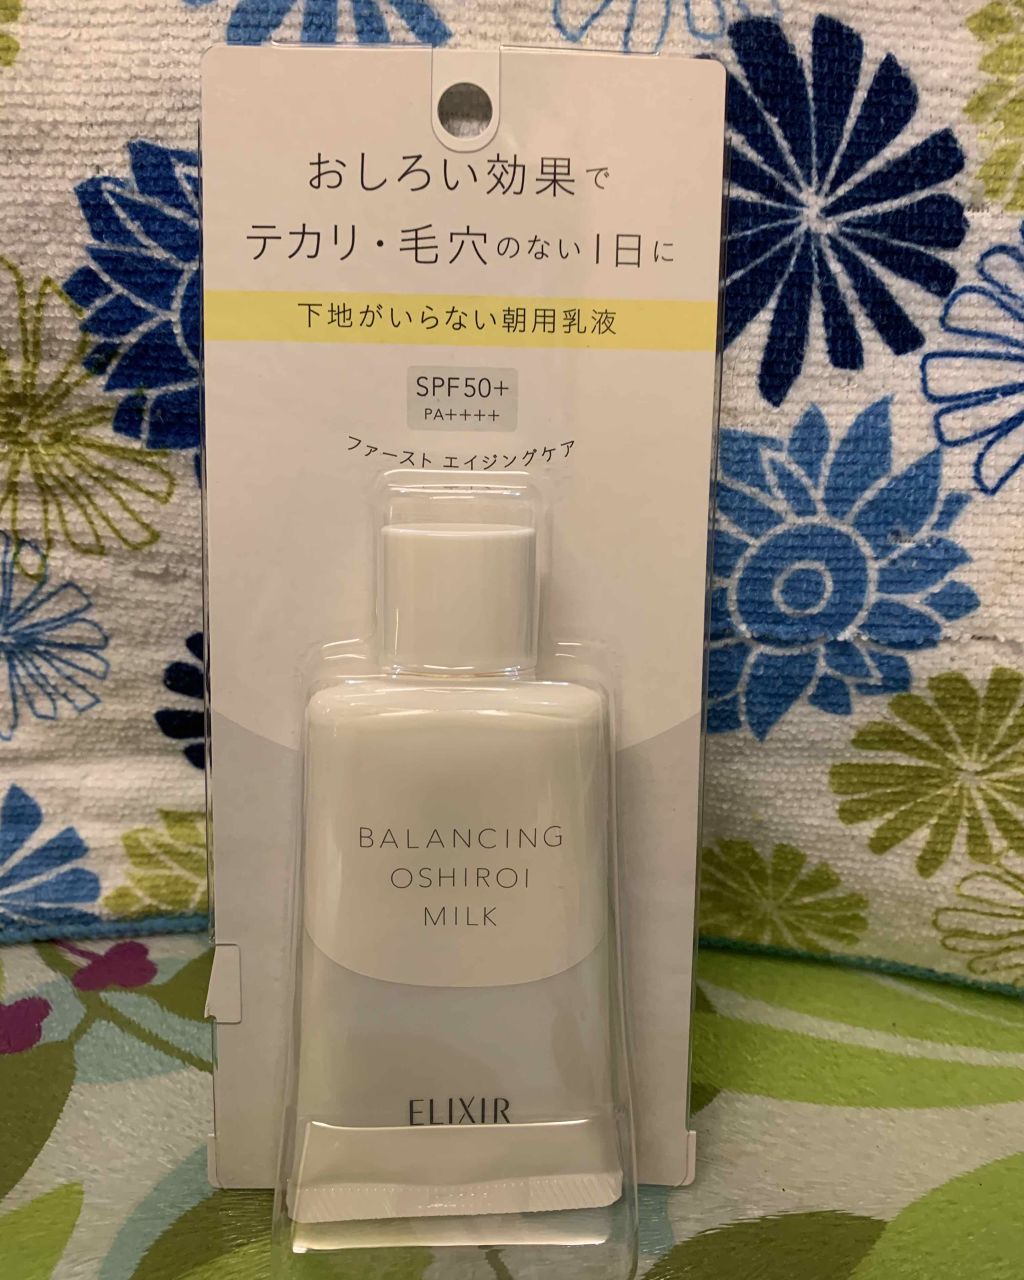 おしろい効果で
テカリ・毛穴のない1日に
下地がいらない朝用乳液
SPF50+
PA++++
ファースト エイジングケア
BALANCING
OSHIROI
MILK
ELIXIR